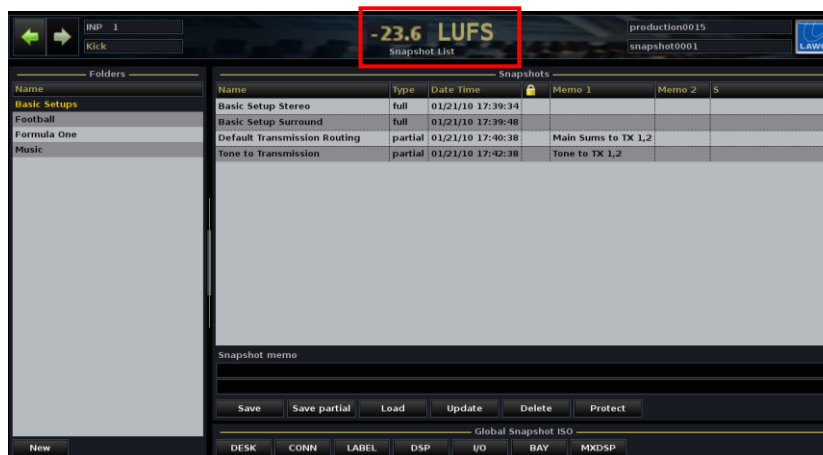 INP 1
Kick
-23.6 LUFS
Snapshot List
production0015
snapshot0001
LAWO
Folders
Name
Basic Setups
Football
Formula One
Music
New
Snapshots
Name Type Date Time Memo 1 Memo 2 S
Basic Setup Stereo full 01/21/10 17:39:34
Basic Setup Surround full 01/21/10 17:39:48
Default Transmission Routing partial 01/21/10 17:40:38 Main Sums to TX 1,2
Tone to Transmission partial 01/21/10 17:42:38 Tone to TX 1,2
Snapshot memo
Save Save partial Load Update Delete Protect
Global Snapshot ISO
DESK CONN LABEL DSP I/O BAY MXDSP